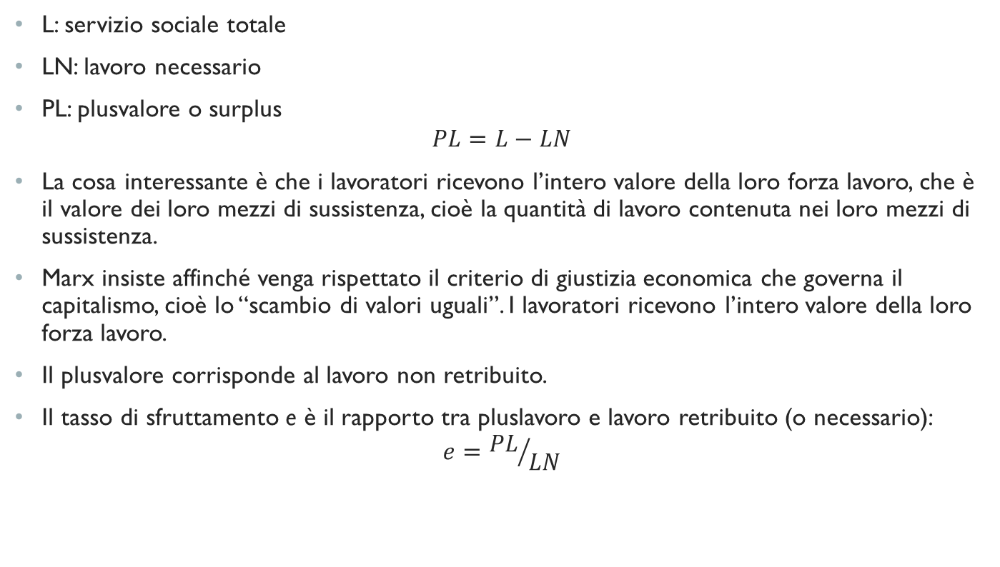 • L: servizio sociale totale
• LN: lavoro necessario
• PL: plusvalore o surplus
PL = L − LN
• La cosa interessante è che i lavoratori ricevono l’intero valore della loro forza lavoro, che è
il valore dei loro mezzi di sussistenza, cioè la quantità di lavoro contenuta nei loro mezzi di
sussistenza.
• Marx insiste affinché venga rispettato il criterio di giustizia economica che governa il
capitalismo, cioè lo “scambio di valori uguali”. I lavoratori ricevono l’intero valore della loro
forza lavoro.
• Il plusvalore corrisponde al lavoro non retribuito.
• Il tasso di sfruttamento e è il rapporto tra pluslavoro e lavoro retribuito (o necessario):
e = PL/LN